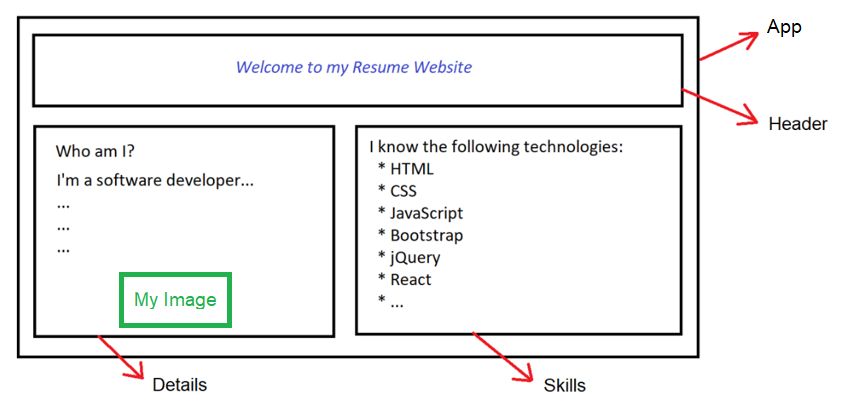 App
Welcome to my Resume Website
Header
Who am I?
I'm a software developer...
...
...
...
My Image
I know the following technologies:
* HTML
* CSS
* JavaScript
* Bootstrap
* jQuery
* React
* ...
Details
Skills